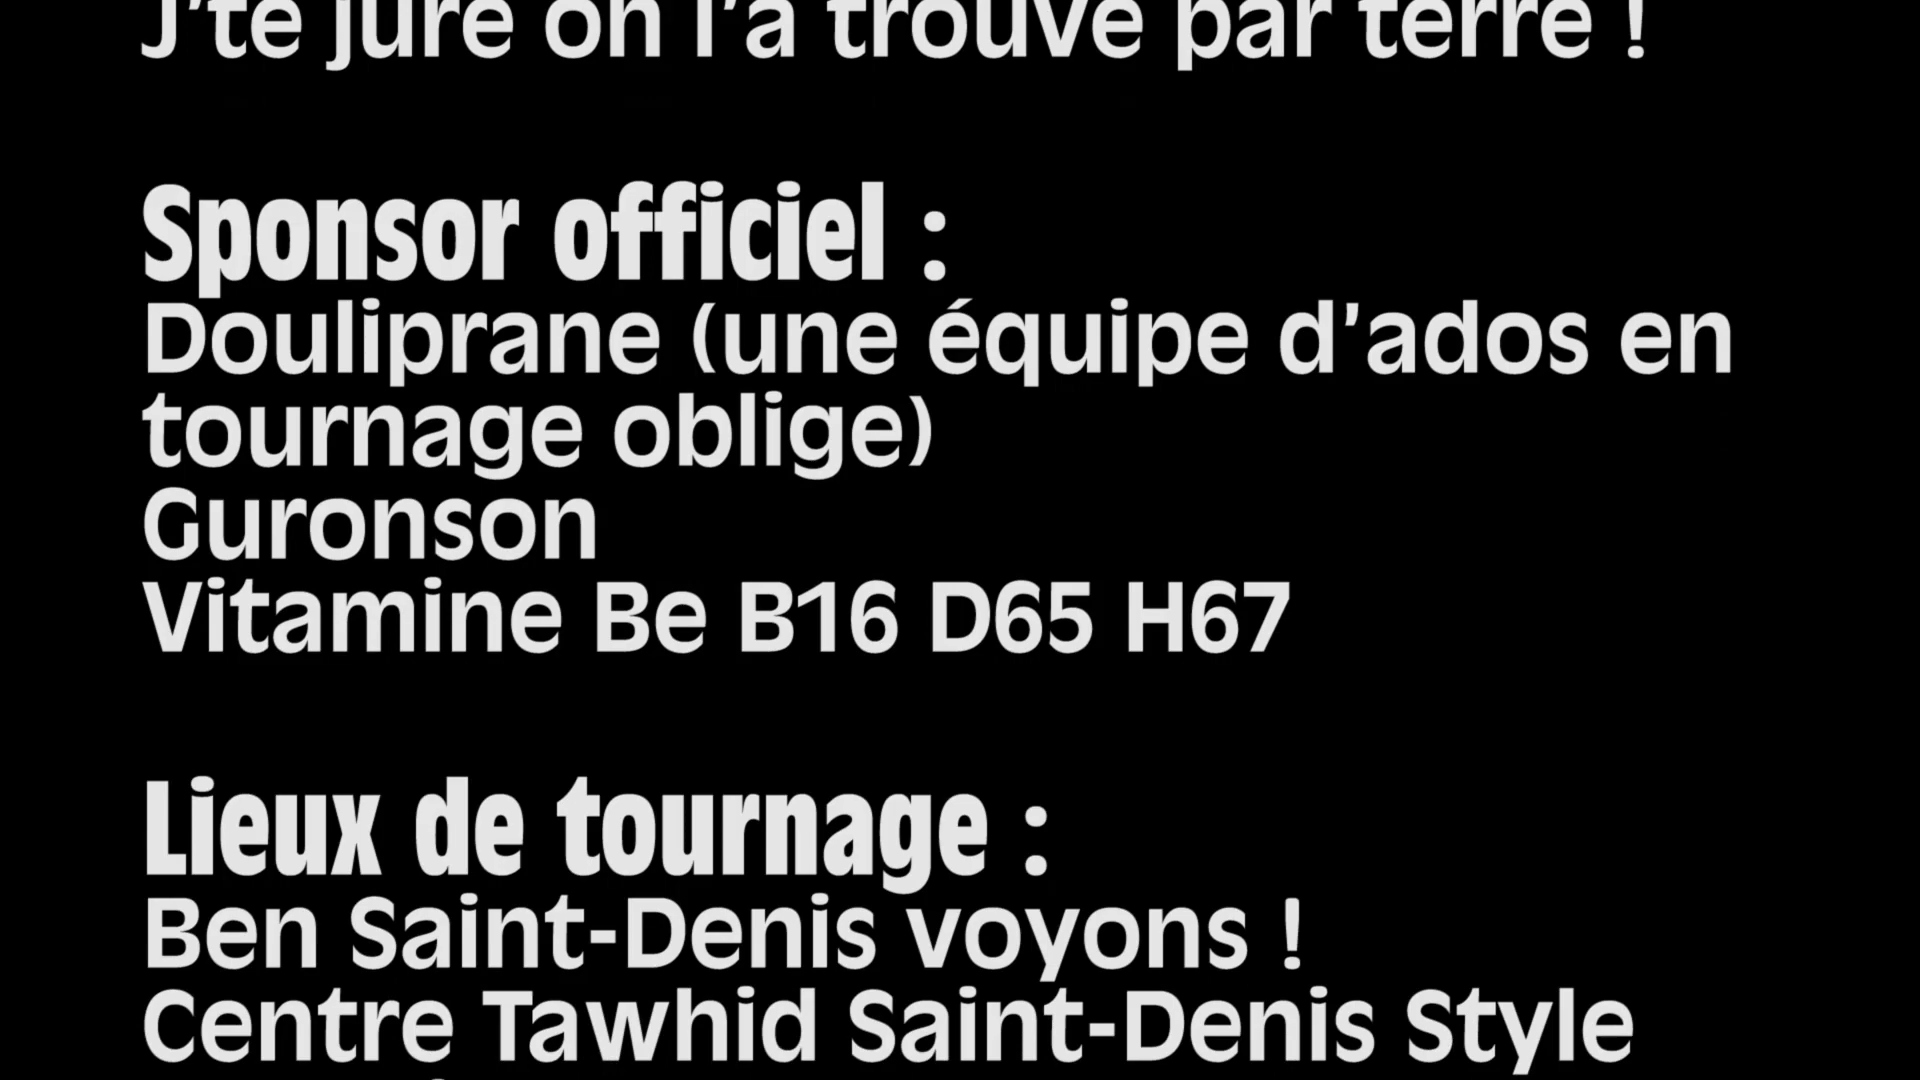 J’te jure on l’a trouvé par terre !
Sponsor officiel :
Douliprane (une équipe d’ados en
tournage oblige)
Guronson
Vitamine Be B16 D65 H67
Lieux de tournage :
Ben Saint-Denis voyons !
Centre Tawhid Saint-Denis Style